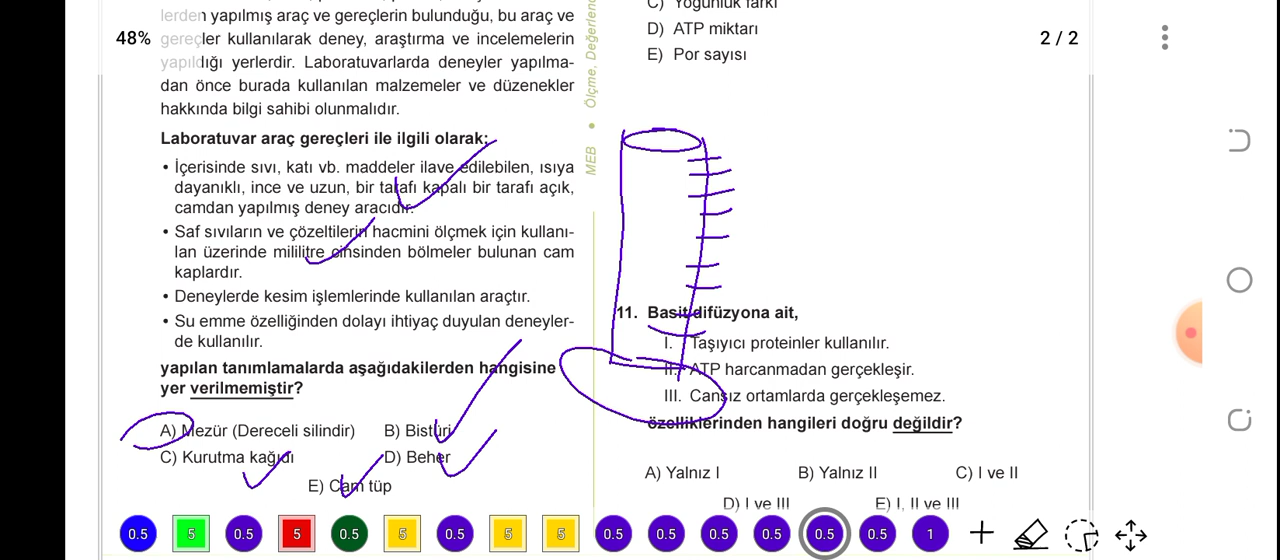 lerden yapılmış araç ve gereçlerin bulunduğu, bu araç ve
gereçler kullanılarak deney, araştırma ve incelemelerin
yapıldığı yerlerdir. Laboratuvarlarda deneyler yapılma-
dan önce burada kullanılan malzemeler ve düzenekler
hakkında bilgi sahibi olunmalıdır.
Laboratuvar araç gereçleri ile ilgili olarak;
• İçerisinde sıvı, katı vb. maddeler ilave edilebilen, ısıya
dayanıklı, ince ve uzun, bir tarafı kapalı bir tarafı açık,
camdan yapılmış deney aracıdır.
• Saf sıvıların ve çözeltilerin hacmini ölçmek için kullanı-
lan üzerinde mililitre cinsinden bölmeler bulunan cam
kaplardır.
• Deneylerde kesim işlemlerinde kullanılan araçtır.
• Su emme özelliğinden dolayı ihtiyaç duyulan deneyler-
de kullanılır.
yapılan tanımlamalarda aşağıdakilerden hangisine
yer verilmemiştir?
A) Mezür (Dereceli silindir) B) Bistüri
C) Kurutma kağıdı D) Beher
E) Cam tüp
48%
MEB • Ölçme, Değerlend
C) Yoğunluk farkı
D) ATP miktarı
E) Por sayısı
2 / 2
11. Basit difüzyona ait,
I. Taşıyıcı proteinler kullanılır.
II. ATP harcanmadan gerçekleşir.
III. Cansız ortamlarda gerçekleşemez.
özelliklerinden hangileri doğru değildir?
A) Yalnız I B) Yalnız II C) I ve II
D) I ve III E) I, II ve III
0.5 5 0.5 5 0.5 5 0.5 5 5 0.5 0.5 0.5 0.5 0.5 0.5 1